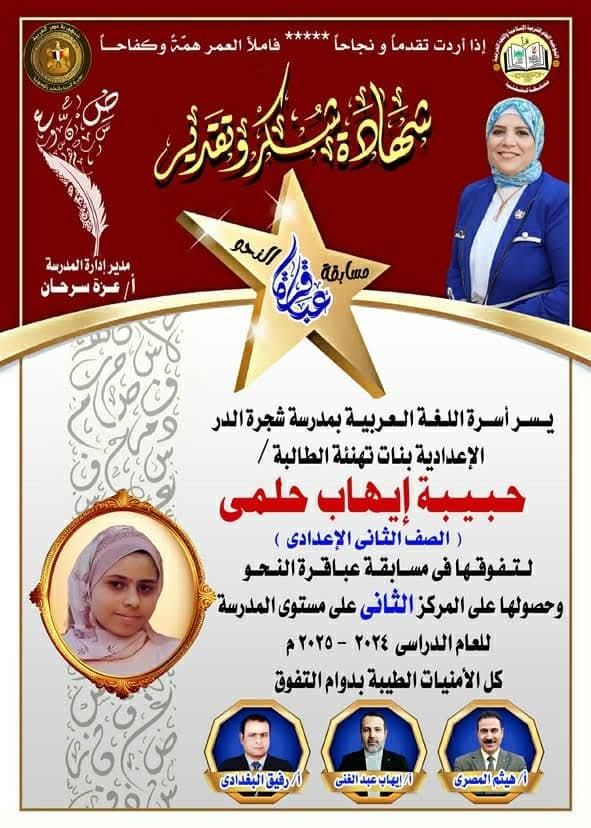 إذا أردت تقدماً و نجاحاً ***** فاملأ العمر همّة وكفاحاً
شهادة شكر وتقدير
مدير إدارة المدرسة
أ/ عزة سرحان
مسابقة عباقرة النحو
يسر أسرة اللغة العربية بمدرسة شجرة الدر
الإعدادية بنات تهنئة الطالبة /
حبيبة إيهاب حلمى
( الصف الثانى الإعدادى )
لتفوقها فى مسابقة عباقرة النحو
وحصولها على المركز الثانى على مستوى المدرسة
للعام الدراسى ٢٠٢٤ - ٢٠٢٥ م
كل الأمنيات الطيبة بدوام التفوق
أ/ هيثم المصرى
أ/ إيهاب عبد الغنى
أ/ رفيق البغدادى